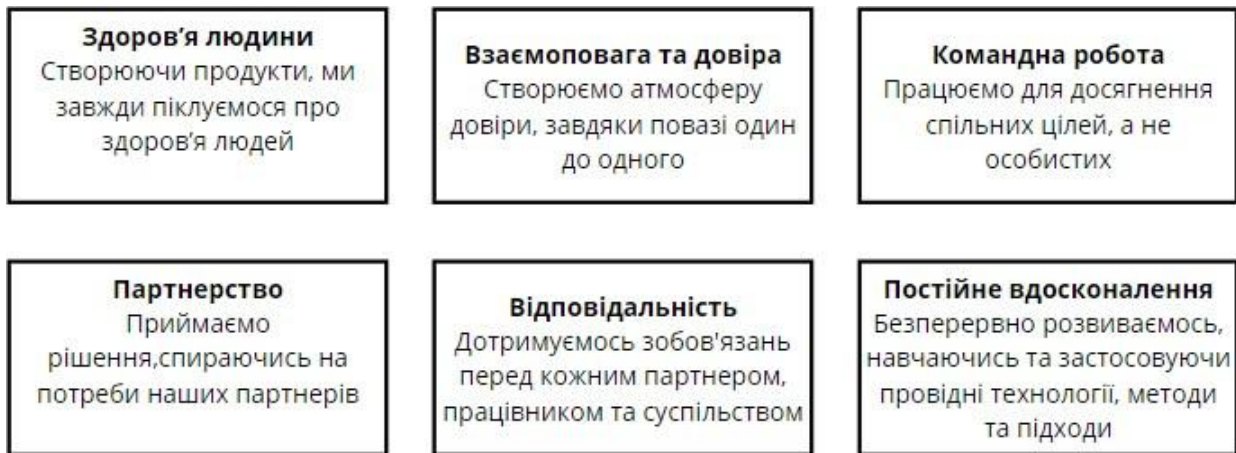 Здоров’я людини
Створюючи продукти, ми
завжди піклуємося про
здоров’я людей
Взаємоповага та довіра
Створюємо атмосферу
довіри, завдяки повазі один
до одного
Командна робота
Працюємо для досягнення
спільних цілей, а не
особистих
Партнерство
Приймаємо
рішення,спираючись на
потреби наших партнерів
Відповідальність
Дотримуємось зобов'язань
перед кожним партнером,
працівником та суспільством
Постійне вдосконалення
Безперервно розвиваємось,
навчаючись та застосовуючи
провідні технології, методи
та підходи